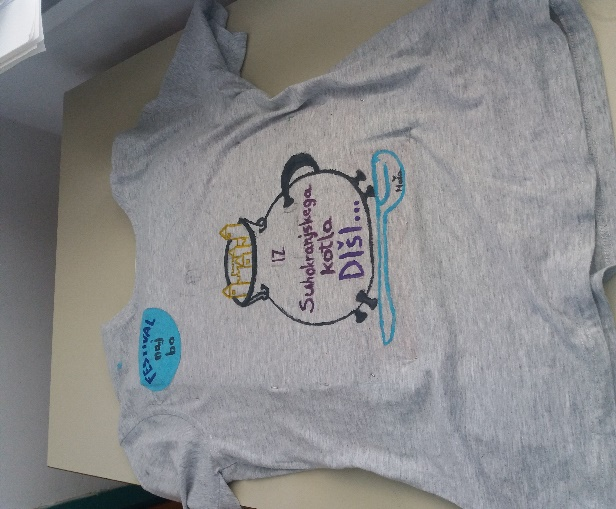 FESTIVAL
naj
bo
IZ
Suhokranjskega
kotla
DIŠI...